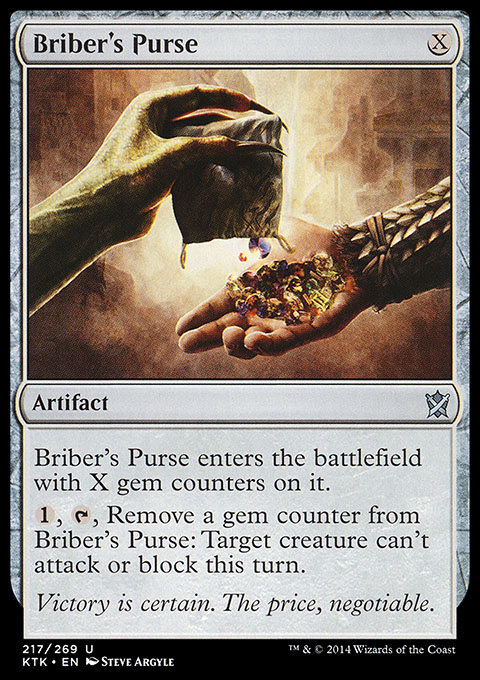 Briber's Purse X
Artifact
Briber's Purse enters the battlefield
with X gem counters on it.
1, T, Remove a gem counter from
Briber's Purse: Target creature can't
attack or block this turn.
Victory is certain. The price, negotiable.
217/269 U
KTK • EN Steve Argyle
™ & © 2014 Wizards of the Coast